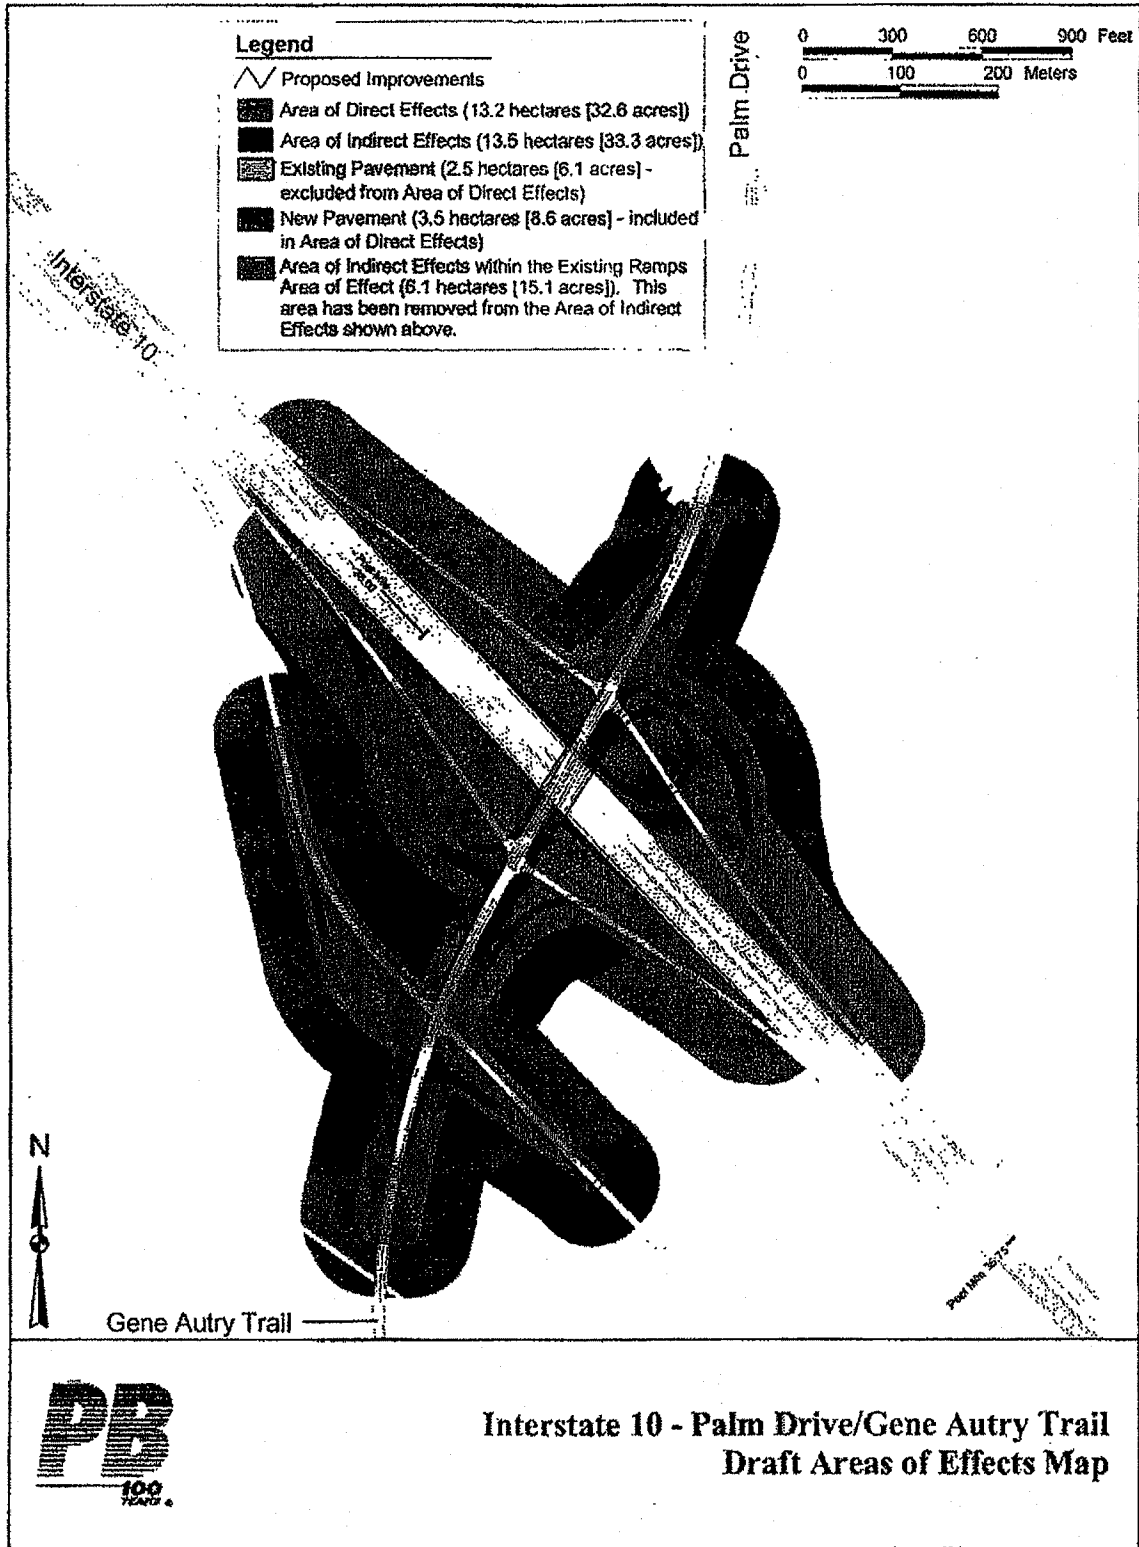 Legend
Proposed Improvements
Area of Direct Effects (13.2 hectares [32.6 acres])
Area of Indirect Effects (13.5 hectares [33.3 acres])
Existing Pavement (2.5 hectares [6.1 acres] -
excluded from Area of Direct Effects)
New Pavement (3.5 hectares [8.6 acres] - included
in Area of Direct Effects)
Area of Indirect Effects within the Existing Ramps
Area of Effect (6.1 hectares [15.1 acres]). This
area has been removed from the Area of Indirect
Effects shown above.
Palm Drive
0 300 600 900 Feet
0 100 200 Meters
Interstate 10
Post Mile 36.75
N
Gene Autry Trail
PB
100
YEARS
Interstate 10 - Palm Drive/Gene Autry Trail
Draft Areas of Effects Map